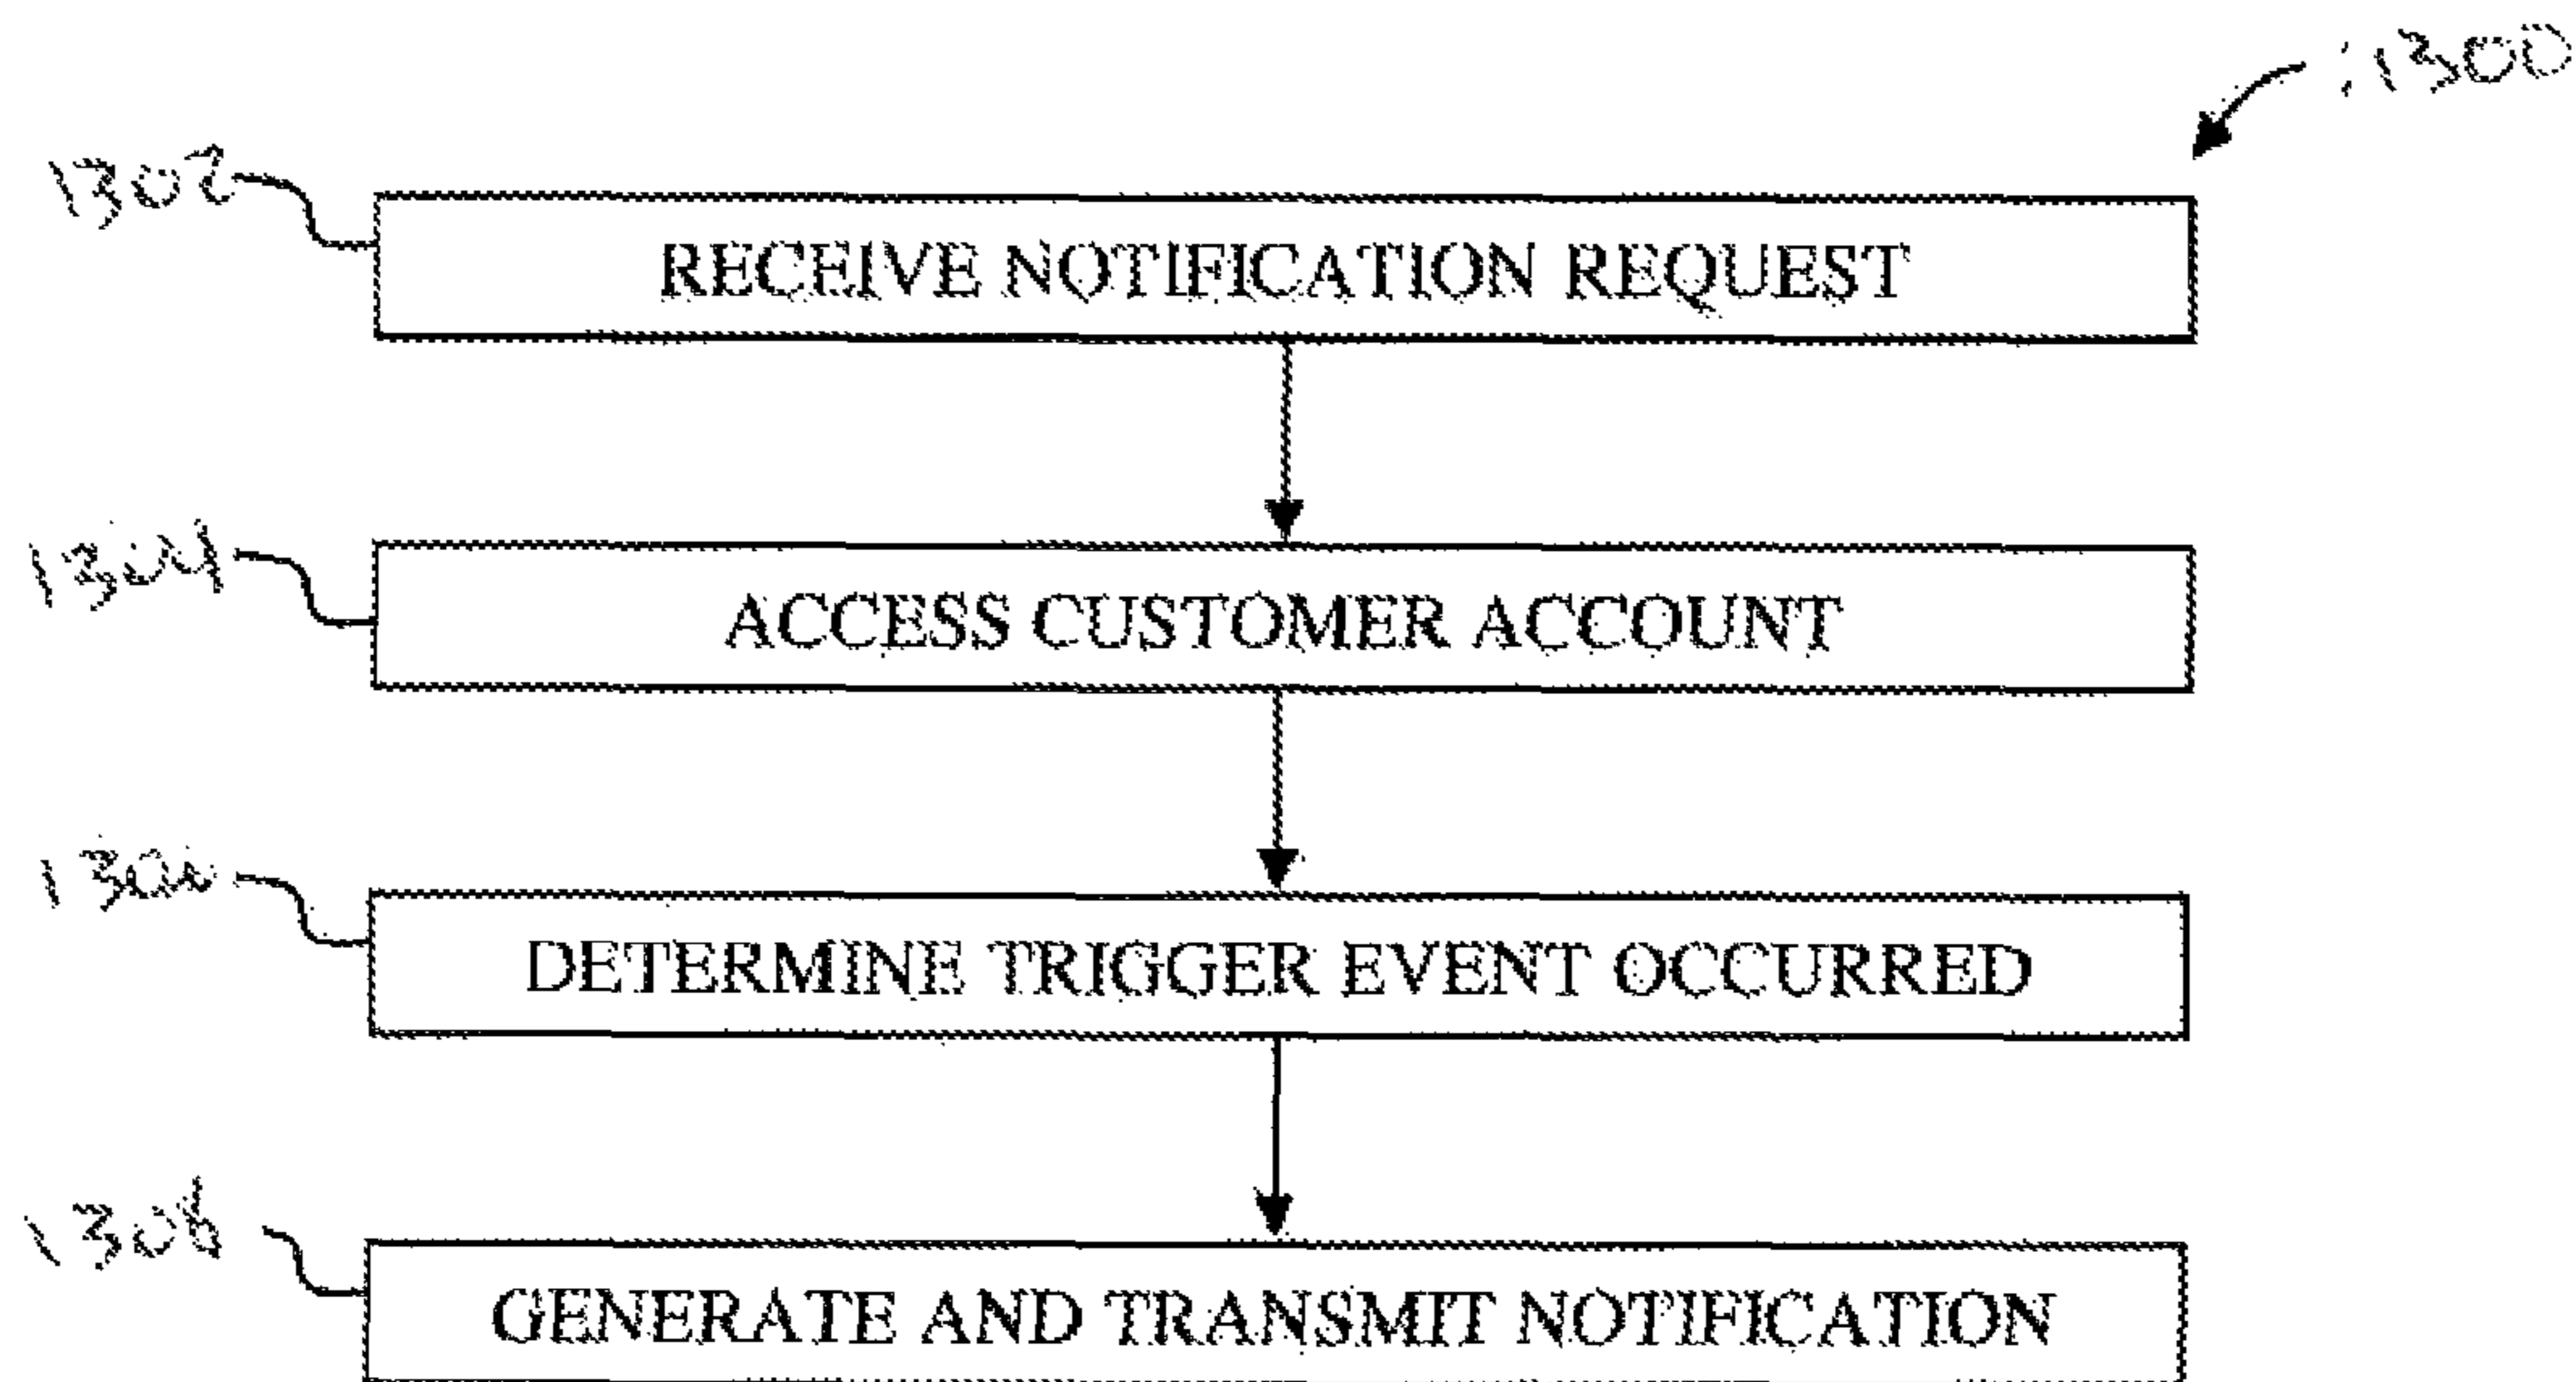 1300
1302
RECEIVE NOTIFICATION REQUEST
1304
ACCESS CUSTOMER ACCOUNT
1306
DETERMINE TRIGGER EVENT OCCURRED
1308
GENERATE AND TRANSMIT NOTIFICATION